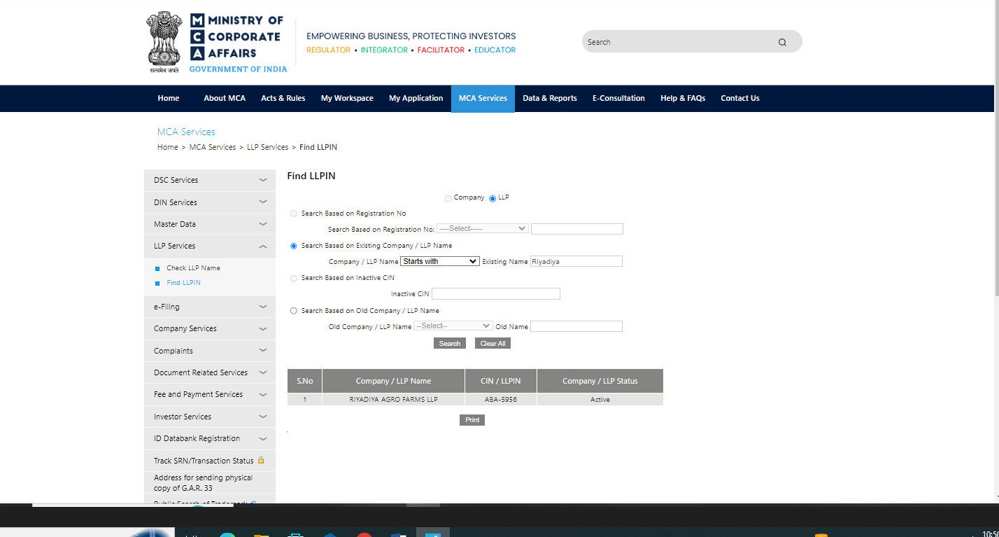 MINISTRY OF
CORPORATE
AFFAIRS
GOVERNMENT OF INDIA
सत्यमेव जयते
EMPOWERING BUSINESS, PROTECTING INVESTORS
REGULATOR • INTEGRATOR • FACILITATOR • EDUCATOR
Search
Home About MCA Acts & Rules My Workspace My Application MCA Services Data & Reports E-Consultation Help & FAQs Contact Us
MCA Services
Home > MCA Services > LLP Services > Find LLPIN
DSC Services
DIN Services
Master Data
LLP Services
Check LLP Name
Find LLPIN
e-Filing
Company Services
Complaints
Document Related Services
Fee and Payment Services
Investor Services
ID Databank Registration
Track SRN/Transaction Status
Address for sending physical
copy of G.A.R. 33
Public Search of Trademark
Find LLPIN
Company LLP
Search Based on Registration No
Search Based on Registration No: ----Select-----
Search Based on Existing Company / LLP Name
Company / LLP Name Starts with Existing Name Riyadiya
Search Based on Inactive CIN
Inactive CIN
Search Based on Old Company / LLP Name
Old Company / LLP Name --Select-- Old Name
Search Clear All
S.No Company / LLP Name CIN / LLPIN Company / LLP Status
1 RIYADIYA AGRO FARMS LLP ABA-5956 Active
Print